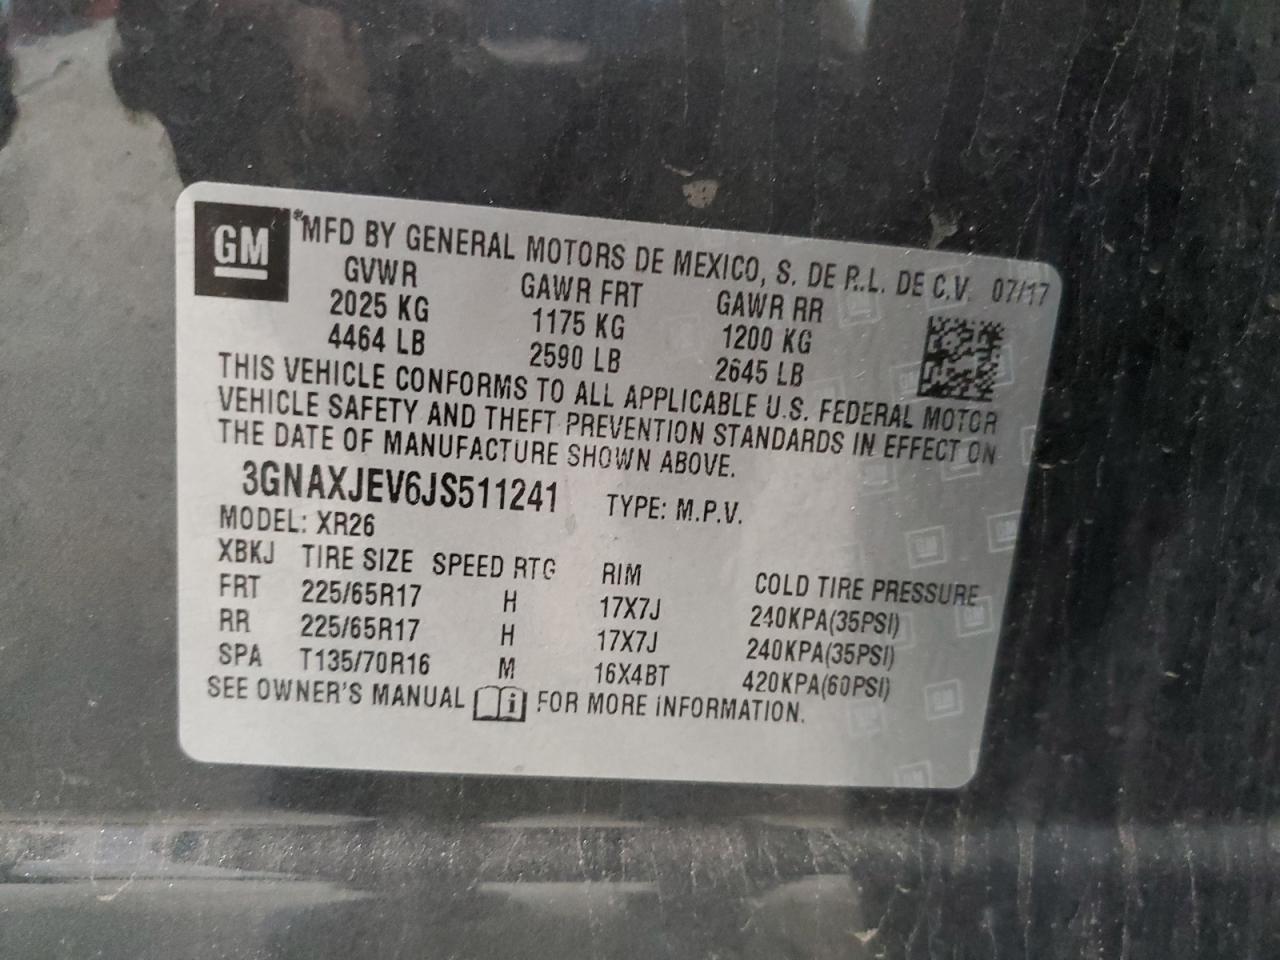 GM
*MFD BY GENERAL MOTORS DE MEXICO, S. DE R.L. DE C.V. 07/17
GVWR GAWR FRT GAWR RR
2025 KG 1175 KG 1200 KG
4464 LB 2590 LB 2645 LB
THIS VEHICLE CONFORMS TO ALL APPLICABLE U.S. FEDERAL MOTOR
VEHICLE SAFETY AND THEFT PREVENTION STANDARDS IN EFFECT ON
THE DATE OF MANUFACTURE SHOWN ABOVE.
3GNAXJEV6JS511241 TYPE: M.P.V.
MODEL: XR26
XBKJ TIRE SIZE SPEED RTG RIM COLD TIRE PRESSURE
FRT 225/65R17 H 17X7J 240KPA(35PSI)
RR 225/65R17 H 17X7J 240KPA(35PSI)
SPA T135/70R16 M 16X4BT 420KPA(60PSI)
SEE OWNER'S MANUAL i FOR MORE INFORMATION.